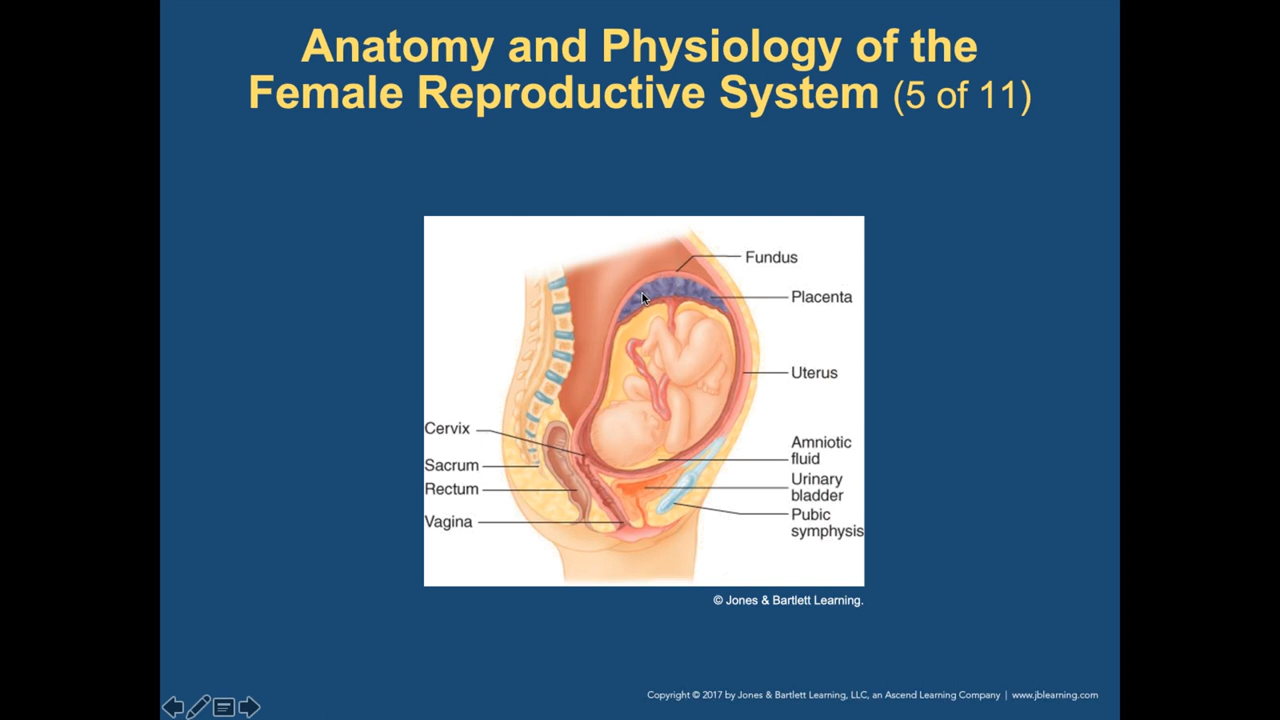 Anatomy and Physiology of the
Female Reproductive System (5 of 11)
Fundus
Placenta
Uterus
Cervix
Sacrum
Rectum
Vagina
Amniotic
fluid
Urinary
bladder
Pubic
symphysis
© Jones & Bartlett Learning.
Copyright © 2017 by Jones & Bartlett Learning, LLC, an Ascend Learning Company | www.jblearning.com